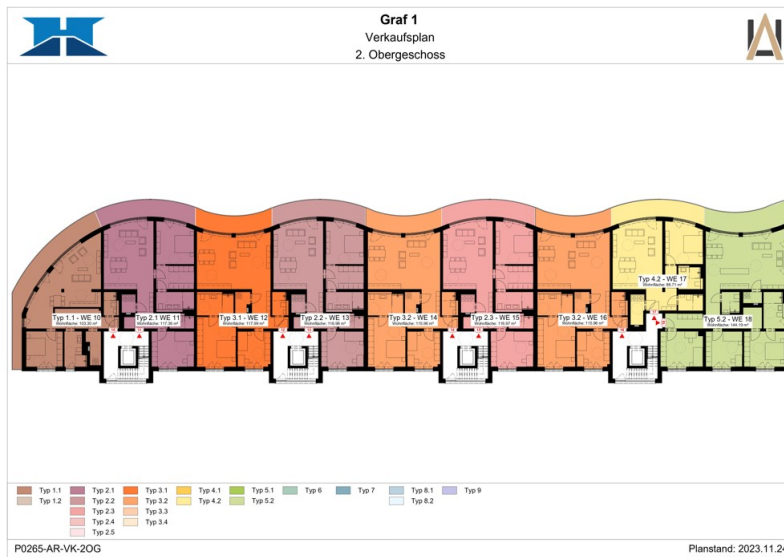 Graf 1
Verkaufsplan
2. Obergeschoss
Typ 1.1 - WE 10
Typ 2.1 WE 11
Typ 3.1 - WE 12
Typ 2.2 - WE 13
Typ 3.2 - WE 14
Typ 2.3 - WE 15
Typ 3.2 - WE 16
Typ 4.2 - WE 17
Typ 5.2 - WE 18
Typ 1.1 Typ 2.1 Typ 3.1 Typ 4.1 Typ 5.1 Typ 6 Typ 7 Typ 8.1 Typ 9
Typ 1.2 Typ 2.2 Typ 3.2 Typ 4.2 Typ 5.2 Typ 8.2
Typ 2.3 Typ 3.3
Typ 2.4 Typ 3.4
Typ 2.5
P0265-AR-VK-2OG Planstand: 2023.11.24